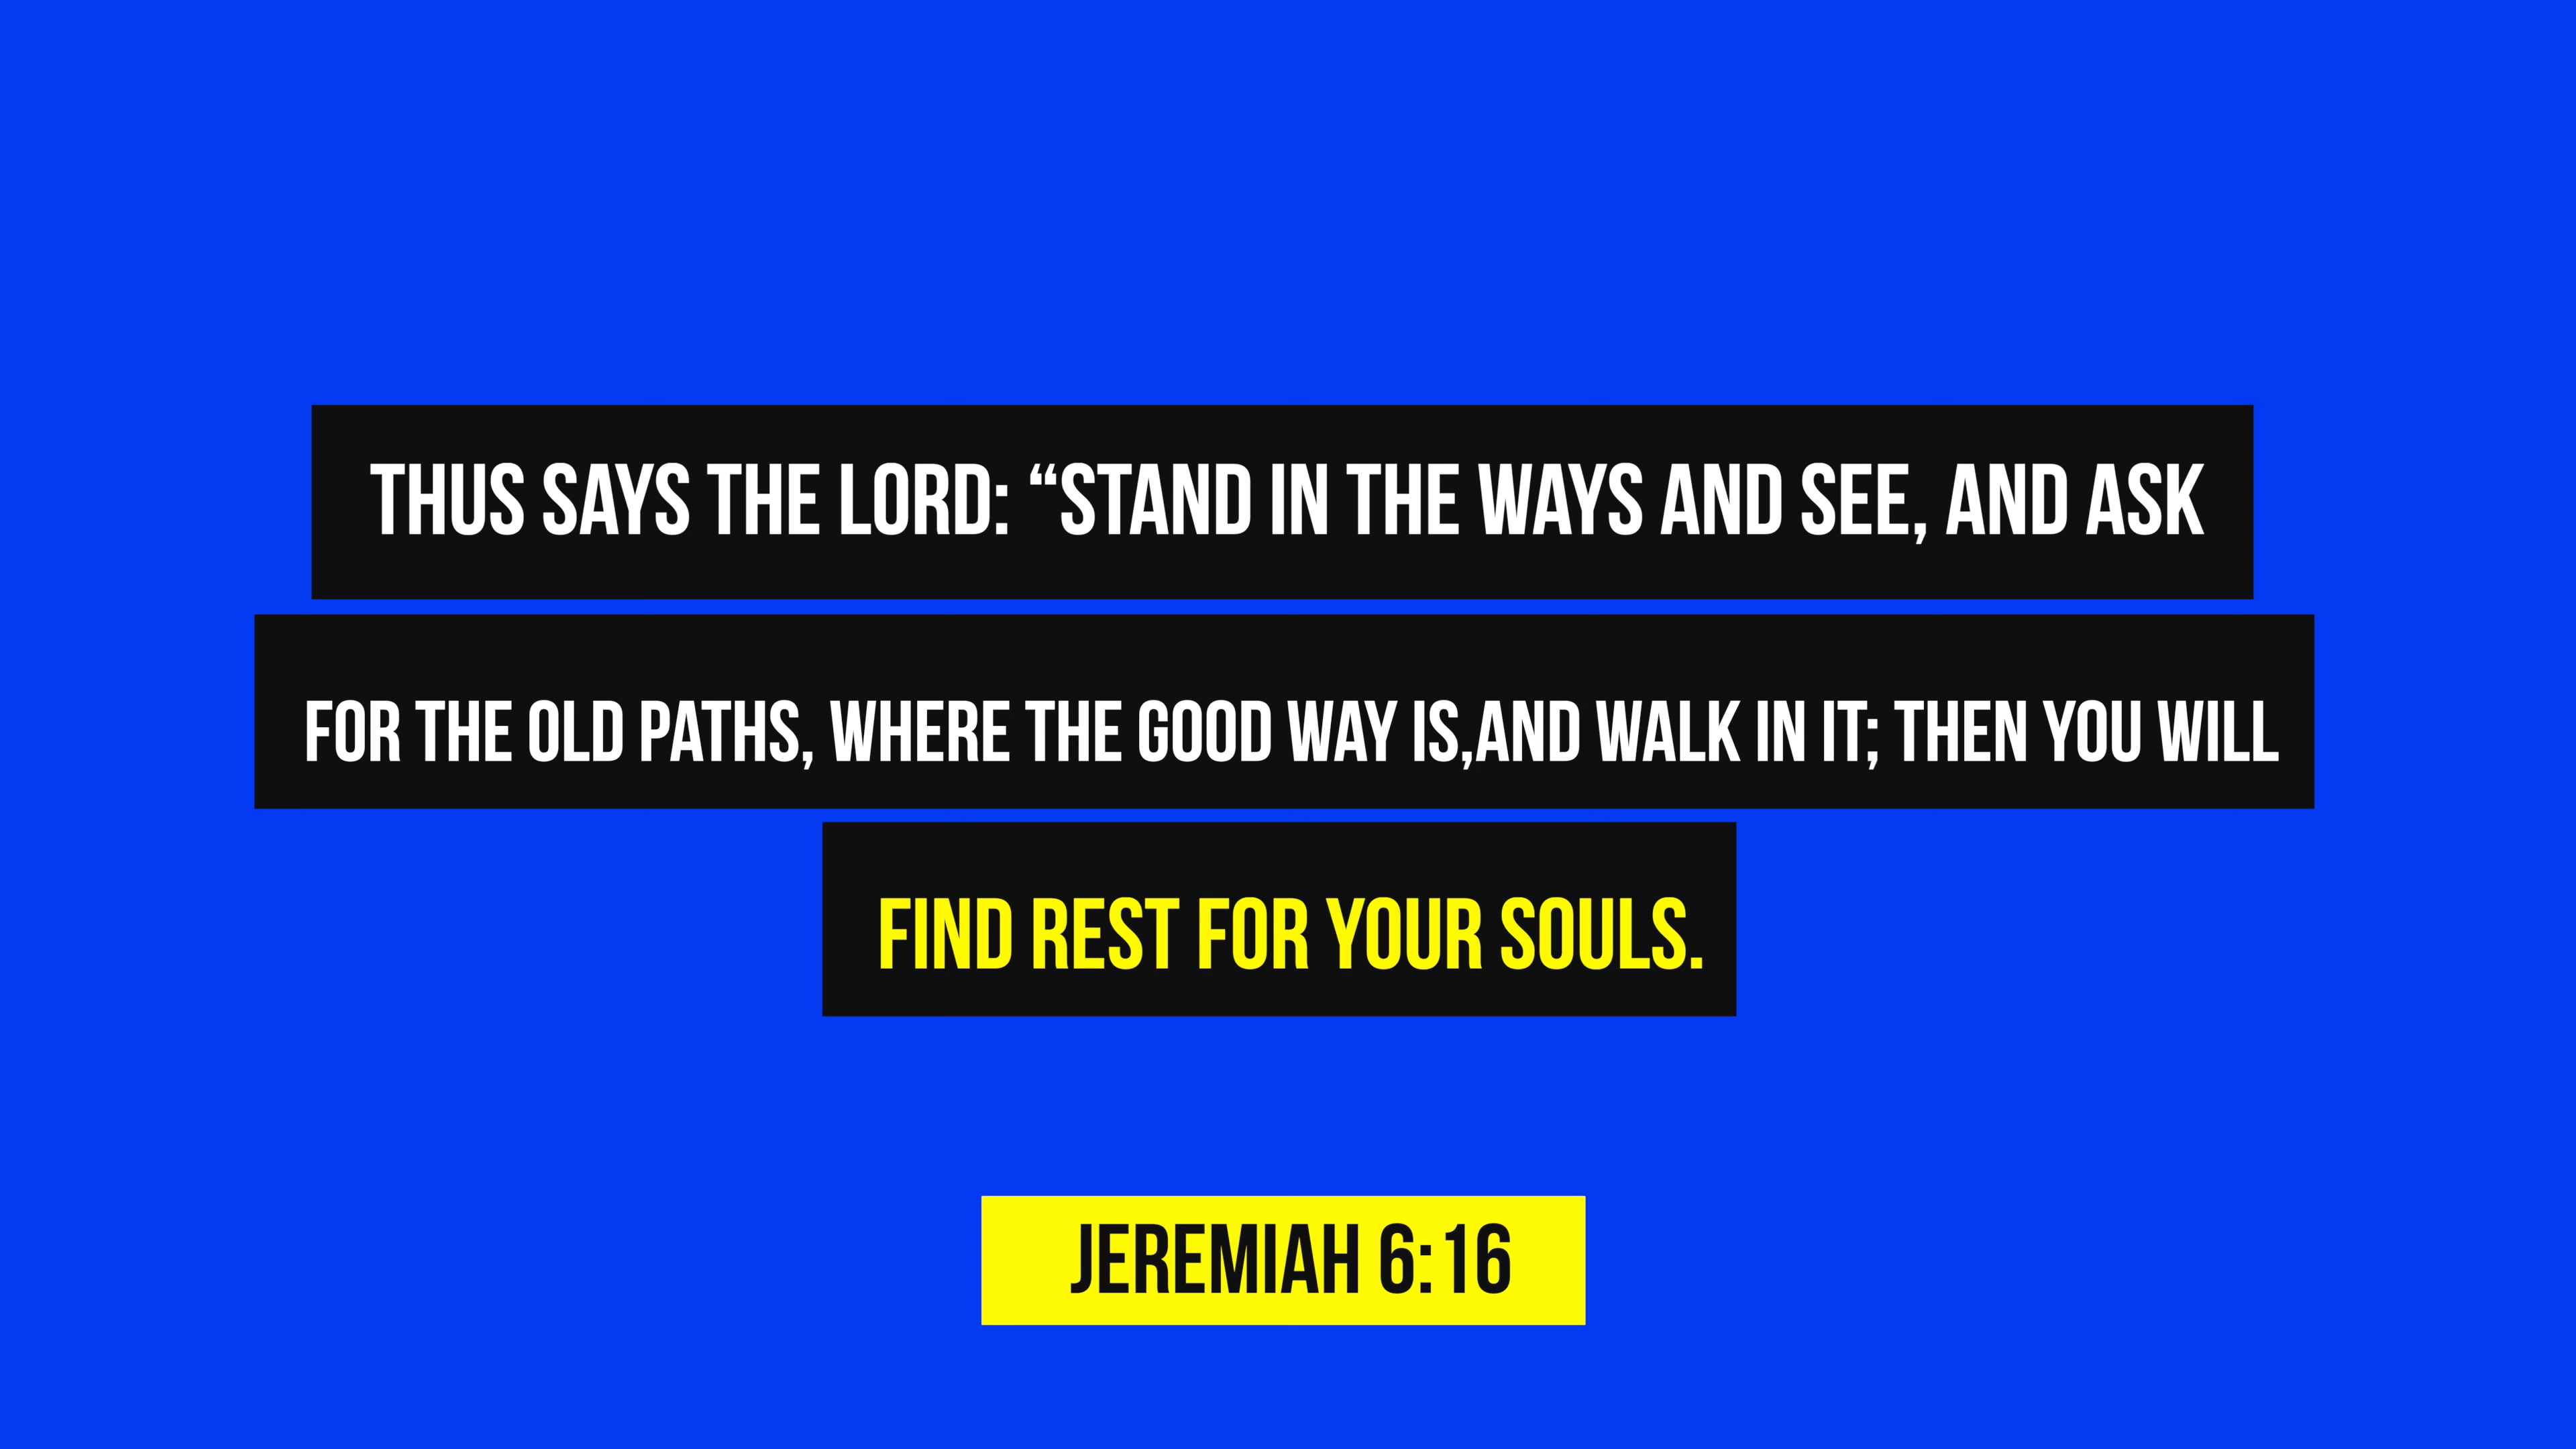 THUS SAYS THE LORD: “STAND IN THE WAYS AND SEE, AND ASK
FOR THE OLD PATHS, WHERE THE GOOD WAY IS,AND WALK IN IT; THEN YOU WILL
FIND REST FOR YOUR SOULS.
JEREMIAH 6:16